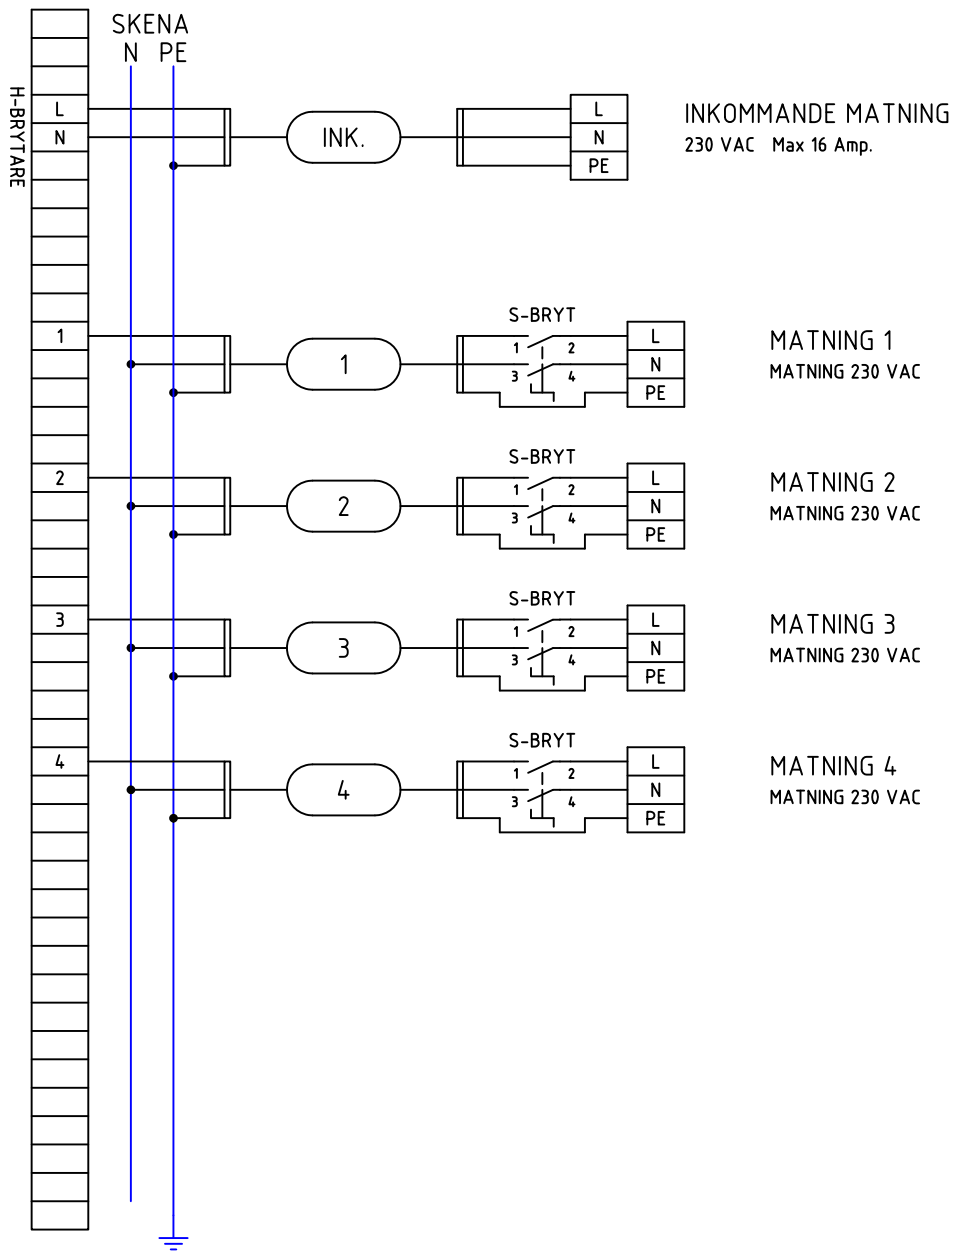 SKENA
N PE
H-BRYTARE
L
N
INK.
L
N
PE
INKOMMANDE MATNING
230 VAC Max 16 Amp.
1
1
S-BRYT
1 2
3 4
L
N
PE
MATNING 1
MATNING 230 VAC
2
2
S-BRYT
1 2
3 4
L
N
PE
MATNING 2
MATNING 230 VAC
3
3
S-BRYT
1 2
3 4
L
N
PE
MATNING 3
MATNING 230 VAC
4
4
S-BRYT
1 2
3 4
L
N
PE
MATNING 4
MATNING 230 VAC